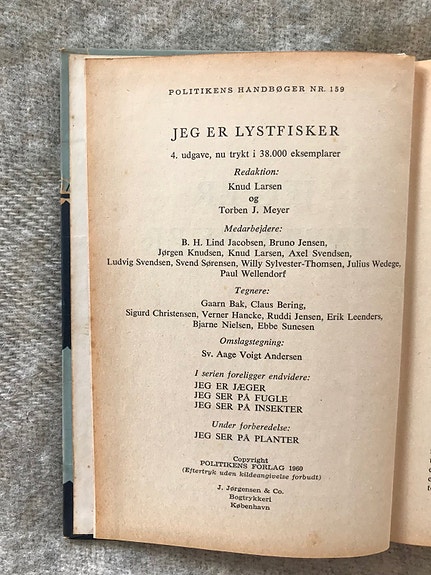 POLITIKENS HANDBØGER NR. 159
JEG ER LYSTFISKER
4. udgave, nu trykt i 38.000 eksemplarer
Redaktion:
Knud Larsen
og
Torben J. Meyer
Medarbejdere:
B. H. Lind Jacobsen, Bruno Jensen,
Jørgen Knudsen, Knud Larsen, Axel Svendsen,
Ludvig Svendsen, Svend Sørensen, Willy Sylvester-Thomsen, Julius Wedege,
Paul Wellendorf
Tegnere:
Gaarn Bak, Claus Bering,
Sigurd Christensen, Verner Hancke, Ruddi Jensen, Erik Leenders,
Bjarne Nielsen, Ebbe Sunesen
Omslagstegning:
Sv. Aage Voigt Andersen
I serien foreligger endvidere:
JEG ER JÆGER
JEG SER PÅ FUGLE
JEG SER PÅ INSEKTER
Under forberedelse:
JEG SER PÅ PLANTER
Copyright
POLITIKENS FORLAG 1960
(Eftertryk uden kildeangivelse forbudt)
J. Jørgensen & Co.
Bogtrykkeri
København